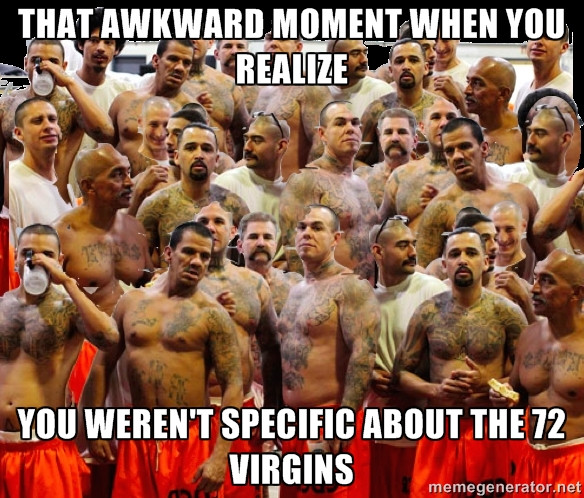 THAT AWKWARD MOMENT WHEN YOU
REALIZE
YOU WEREN'T SPECIFIC ABOUT THE 72
VIRGINS
memegenerator.net